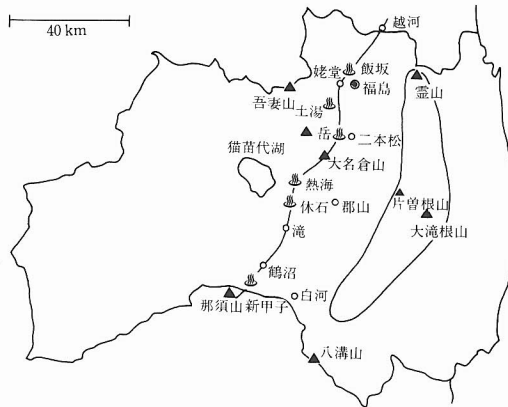 40 km
越河
姥堂
飯坂
福島
霊山
吾妻山
土湯
岳
二本松
猫苗代湖
大名倉山
熱海
休石
郡山
片曽根山
大滝根山
滝
鶴沼
那須山
新甲子
白河
八溝山